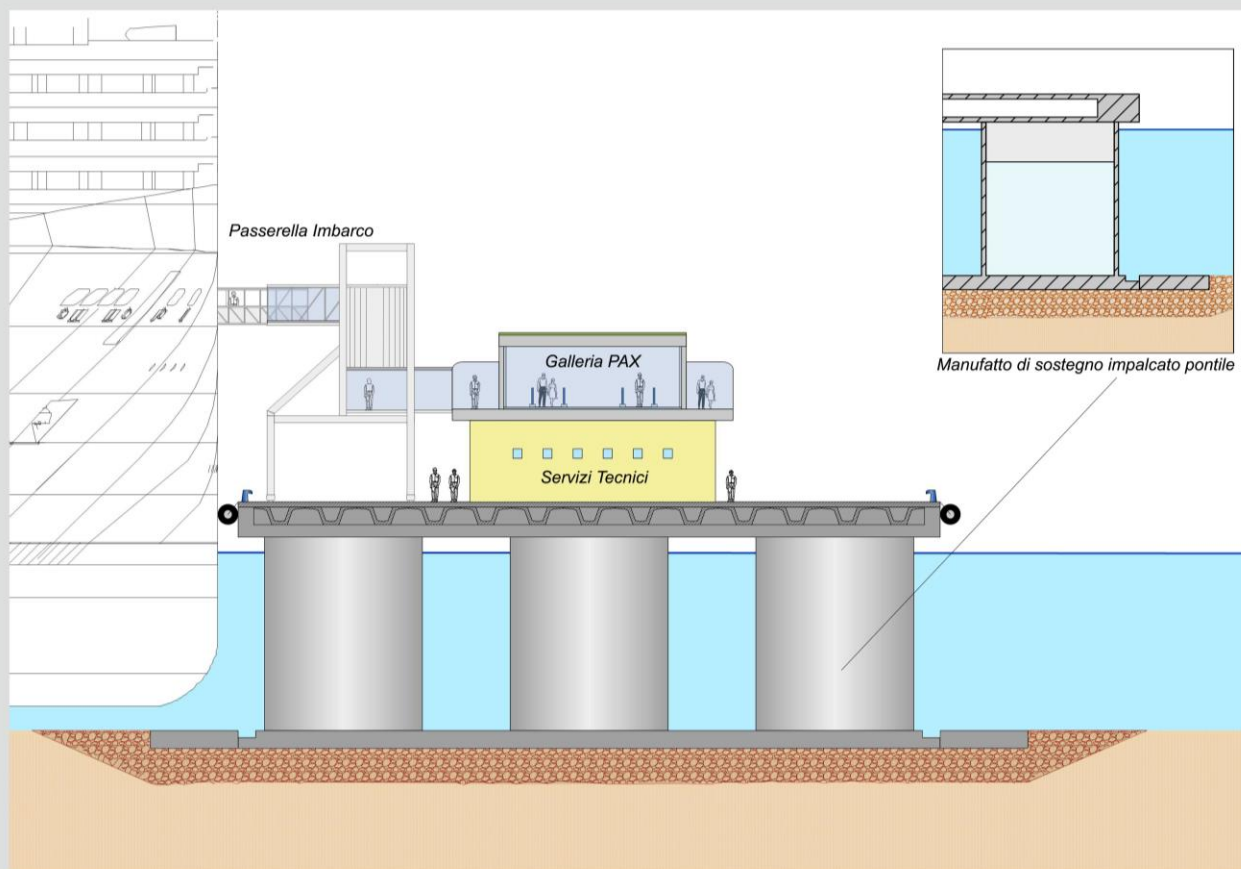 Passerella Imbarco
Galleria PAX
Manufatto di sostegno impalcato pontile
Servizi Tecnici